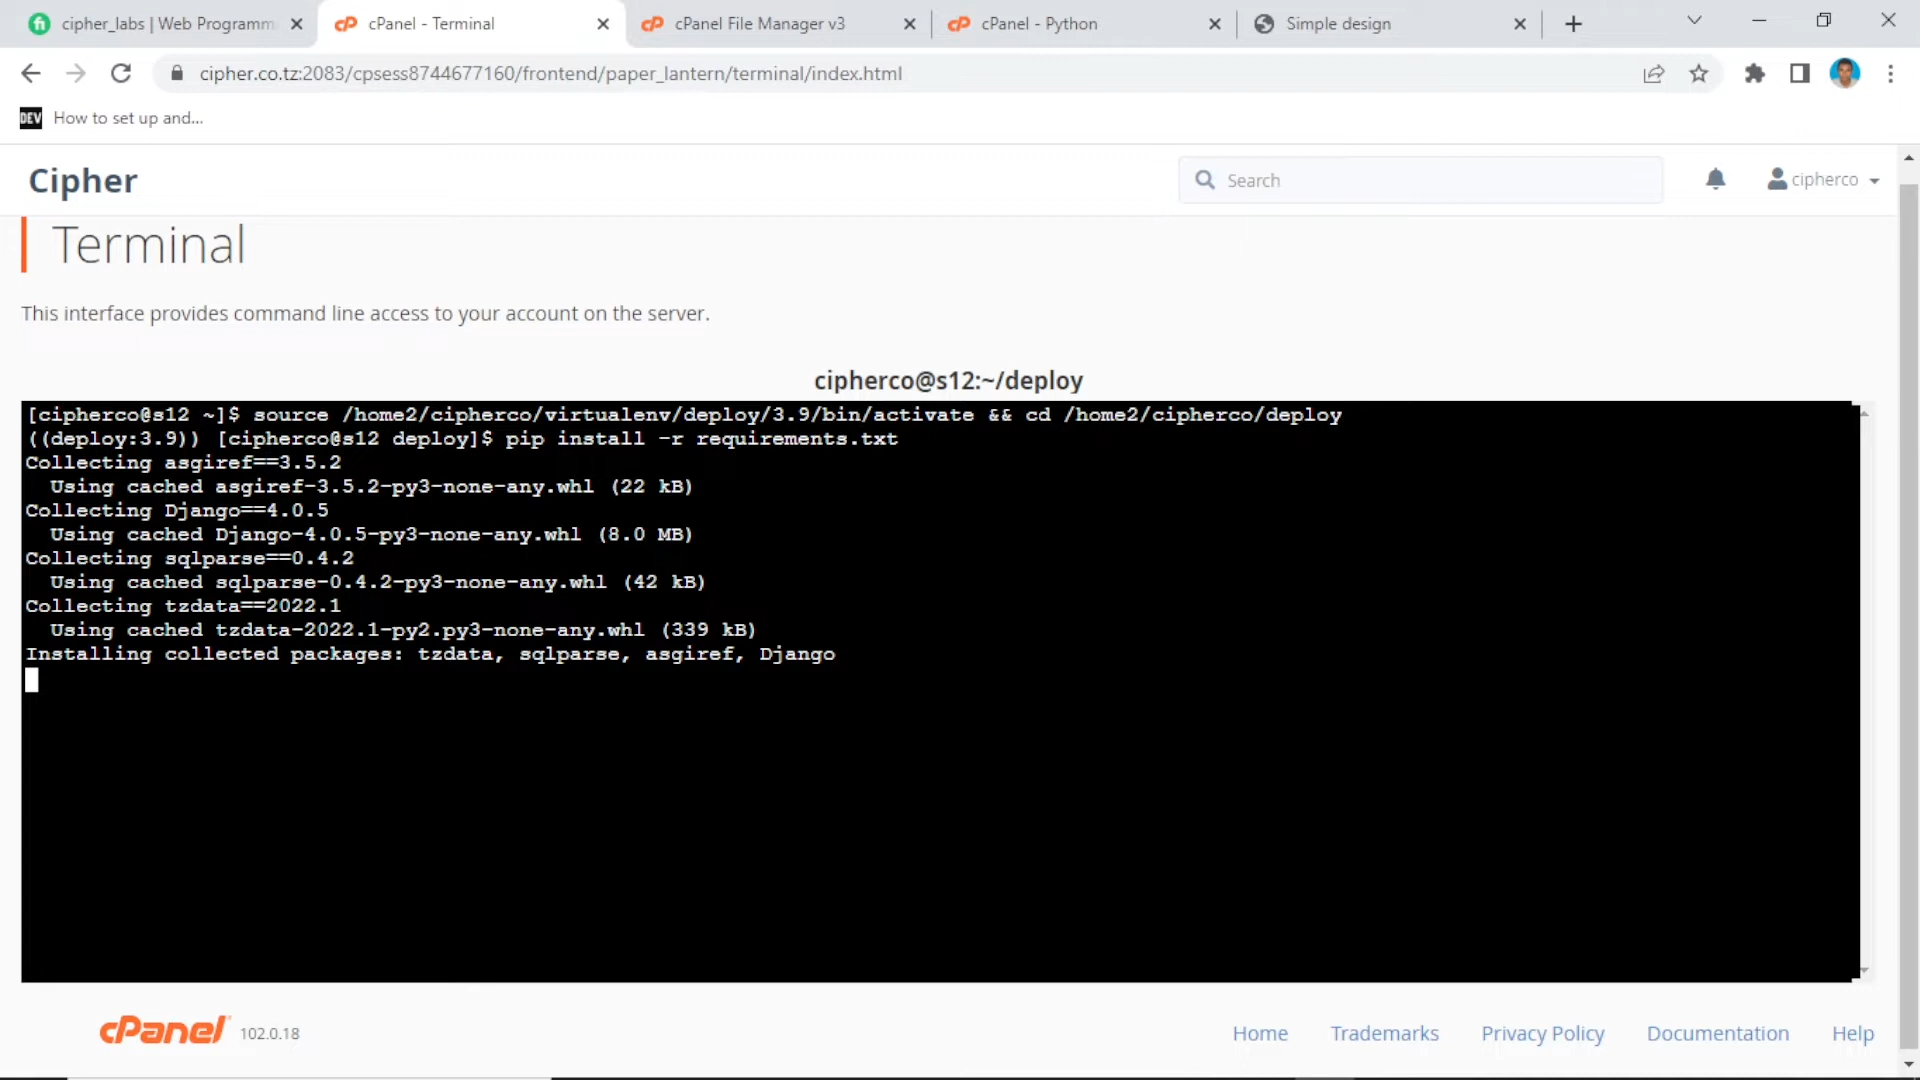 cipher_labs | Web Programm
cPanel - Terminal
cPanel File Manager v3
cPanel - Python
Simple design
cipher.co.tz:2083/cpsess8744677160/frontend/paper_lantern/terminal/index.html
DEV How to set up and...
Cipher
Search
cipherco
Terminal
This interface provides command line access to your account on the server.
cipherco@s12:~/deploy
[cipherco@s12 ~]$ source /home2/cipherco/virtualenv/deploy/3.9/bin/activate && cd /home2/cipherco/deploy
((deploy:3.9)) [cipherco@s12 deploy]$ pip install -r requirements.txt
Collecting asgiref==3.5.2
Using cached asgiref-3.5.2-py3-none-any.whl (22 kB)
Collecting Django==4.0.5
Using cached Django-4.0.5-py3-none-any.whl (8.0 MB)
Collecting sqlparse==0.4.2
Using cached sqlparse-0.4.2-py3-none-any.whl (42 kB)
Collecting tzdata==2022.1
Using cached tzdata-2022.1-py2.py3-none-any.whl (339 kB)
Installing collected packages: tzdata, sqlparse, asgiref, Django
cPanel 102.0.18
Home Trademarks Privacy Policy Documentation Help